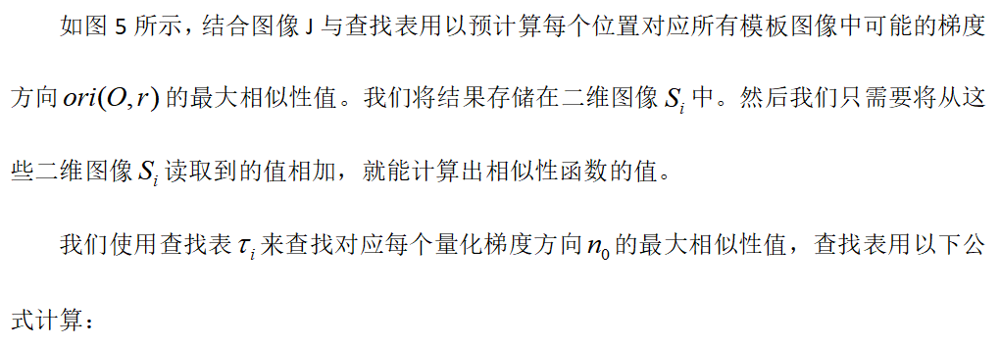 如图 5 所示，结合图像 J 与查找表用以预计算每个位置对应所有模板图像中可能的梯度
方向 ori(O,r) 的最大相似性值。我们将结果存储在二维图像 Sᵢ 中。然后我们只需要将从这
些二维图像 Sᵢ 读取到的值相加，就能计算出相似性函数的值。
我们使用查找表 τᵢ 来查找对应每个量化梯度方向 n₀ 的最大相似性值，查找表用以下公
式计算：